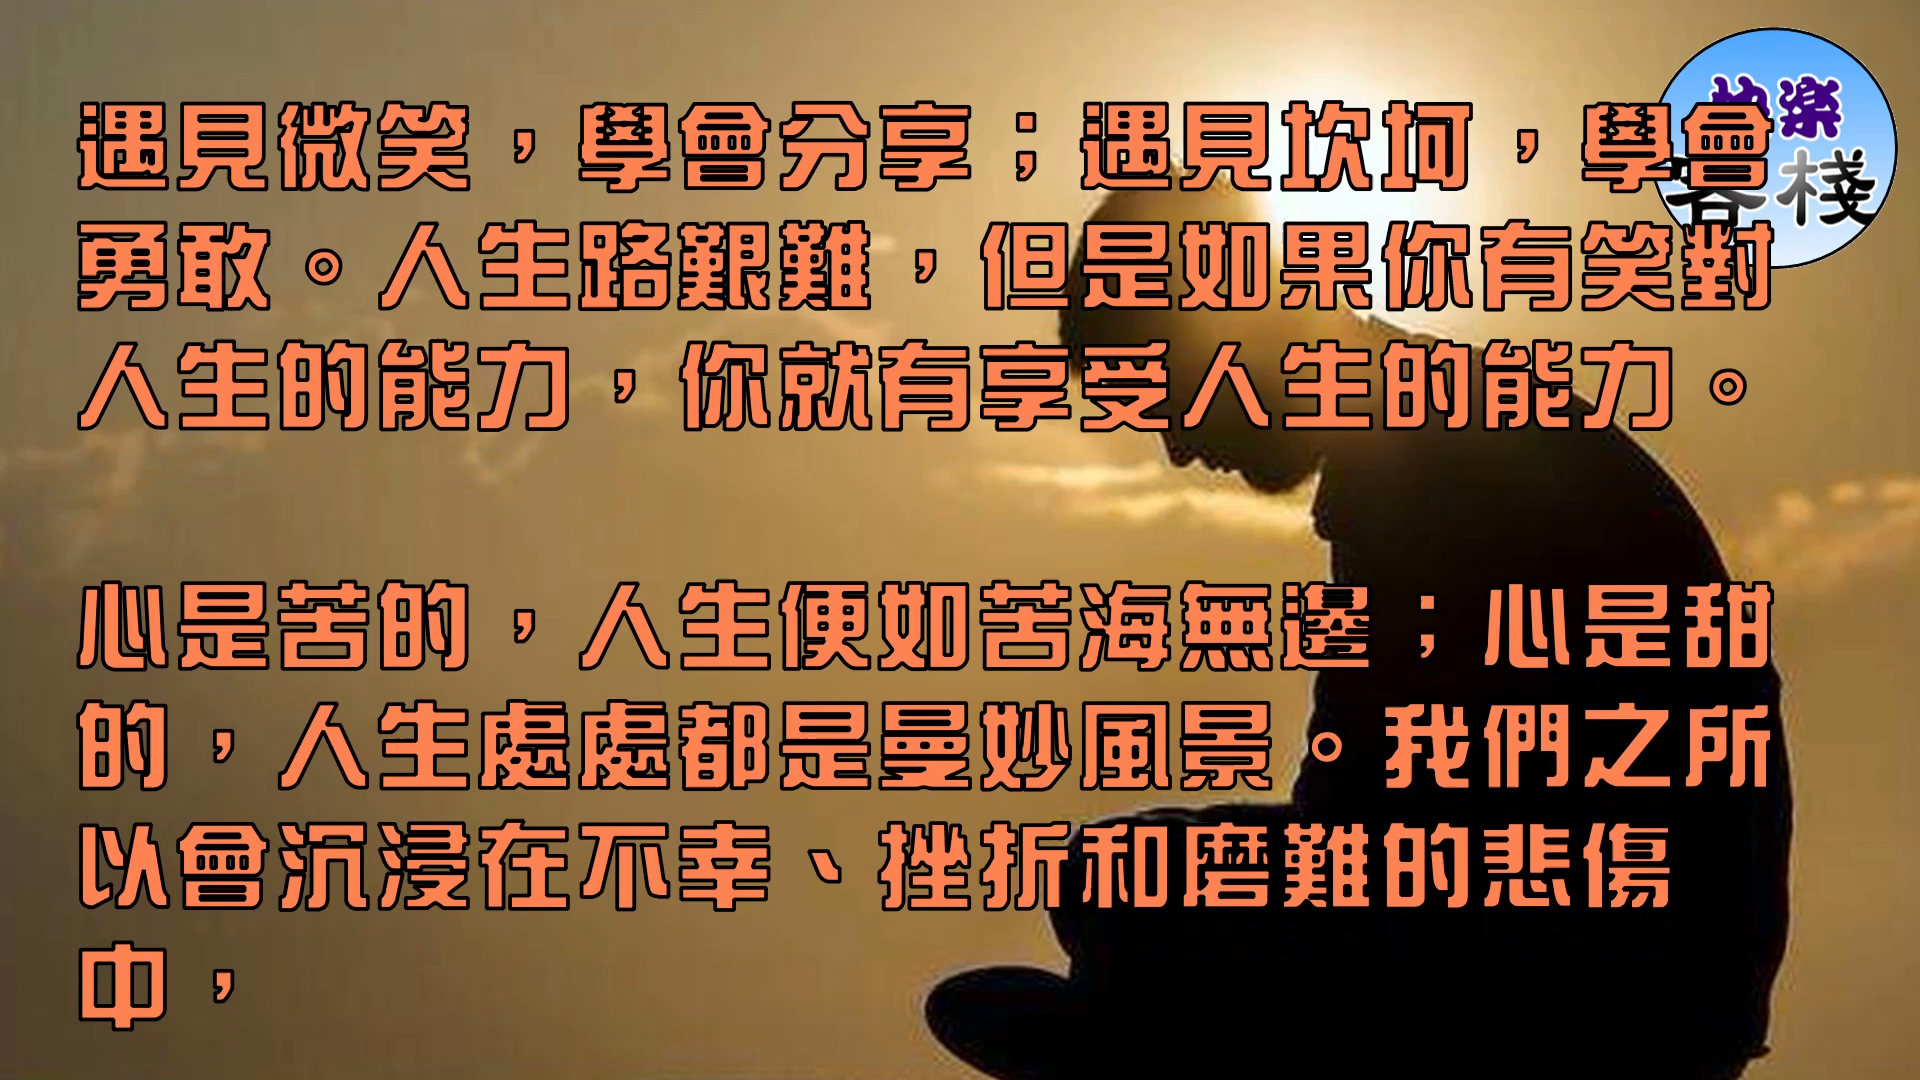 遇見微笑，學會分享；遇見坎坷，學會
勇敢。人生路艱難，但是如果你有笑對
人生的能力，你就有享受人生的能力。
心是苦的，人生便如苦海無邊；心是甜
的，人生處處都是曼妙風景。我們之所
以會沉浸在不幸、挫折和磨難的悲傷
中，
樂
客棧